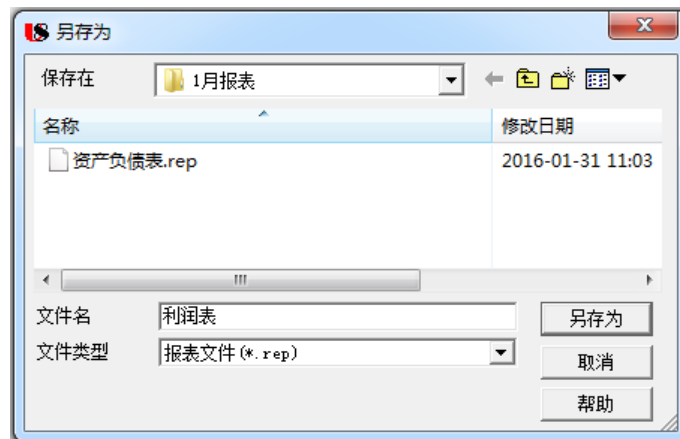 另存为
保存在
1月报表
名称
修改日期
资产负债表.rep
2016-01-31 11:03
文件名
利润表
另存为
文件类型
报表文件(*.rep)
取消
帮助